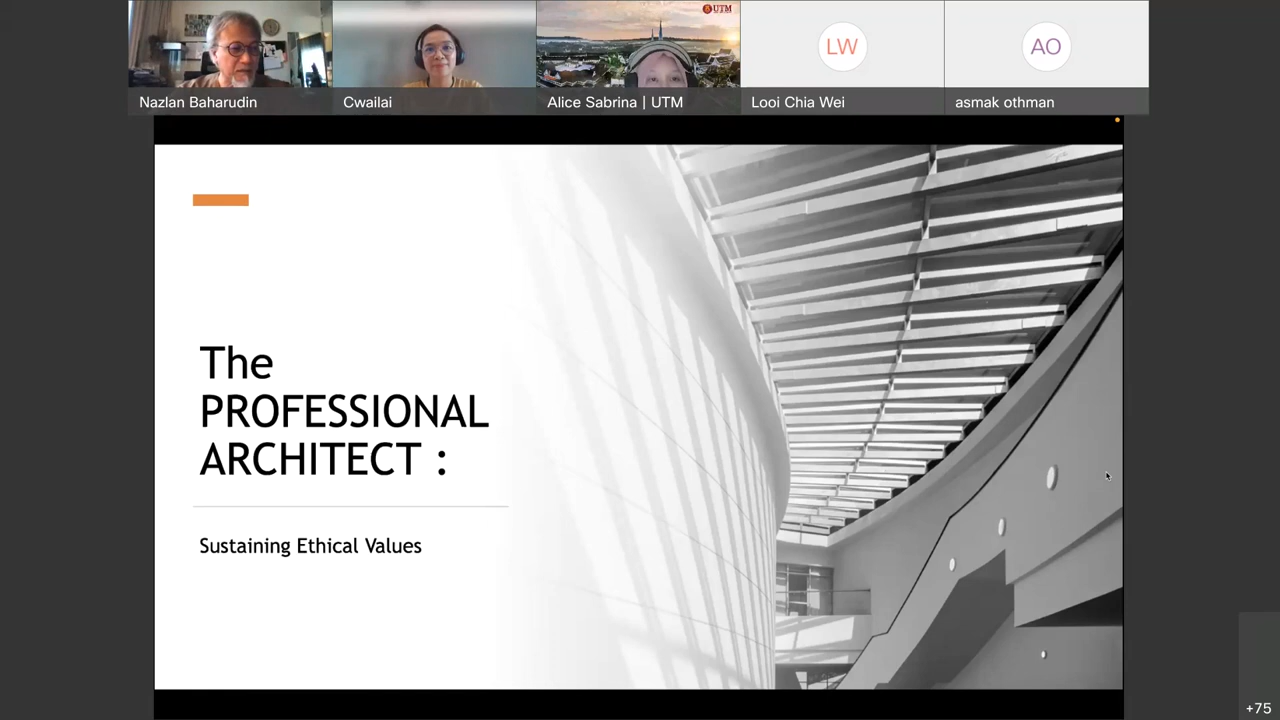 UTM
LW
AO
Nazlan Baharudin
Cwailai
Alice Sabrina | UTM
Looi Chia Wei
asmak othman
The
PROFESSIONAL
ARCHITECT :
Sustaining Ethical Values
+75